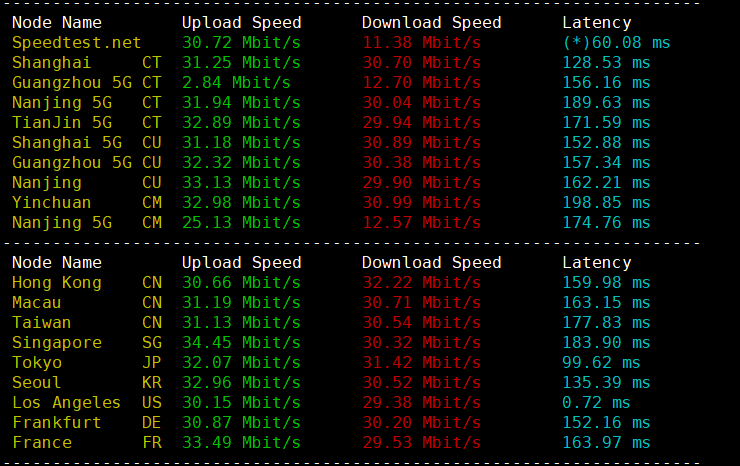 Node Name Upload Speed Download Speed Latency
Speedtest.net 30.72 Mbit/s 11.38 Mbit/s (*)60.08 ms
Shanghai CT 31.25 Mbit/s 30.70 Mbit/s 128.53 ms
Guangzhou 5G CT 2.84 Mbit/s 12.70 Mbit/s 156.16 ms
Nanjing 5G CT 31.94 Mbit/s 30.04 Mbit/s 189.63 ms
TianJin 5G CT 32.89 Mbit/s 29.94 Mbit/s 171.59 ms
Shanghai 5G CU 31.18 Mbit/s 30.89 Mbit/s 152.88 ms
Guangzhou 5G CU 32.32 Mbit/s 30.38 Mbit/s 157.34 ms
Nanjing CU 33.13 Mbit/s 29.90 Mbit/s 162.21 ms
Yinchuan CM 32.98 Mbit/s 30.99 Mbit/s 198.85 ms
Nanjing 5G CM 25.13 Mbit/s 12.57 Mbit/s 174.76 ms
Node Name Upload Speed Download Speed Latency
Hong Kong CN 30.66 Mbit/s 32.22 Mbit/s 159.98 ms
Macau CN 31.19 Mbit/s 30.71 Mbit/s 163.15 ms
Taiwan CN 31.13 Mbit/s 30.54 Mbit/s 177.83 ms
Singapore SG 34.45 Mbit/s 30.32 Mbit/s 183.90 ms
Tokyo JP 32.07 Mbit/s 31.42 Mbit/s 99.62 ms
Seoul KR 32.96 Mbit/s 30.52 Mbit/s 135.39 ms
Los Angeles US 30.15 Mbit/s 29.38 Mbit/s 0.72 ms
Frankfurt DE 30.87 Mbit/s 30.20 Mbit/s 152.16 ms
France FR 33.49 Mbit/s 29.53 Mbit/s 163.97 ms